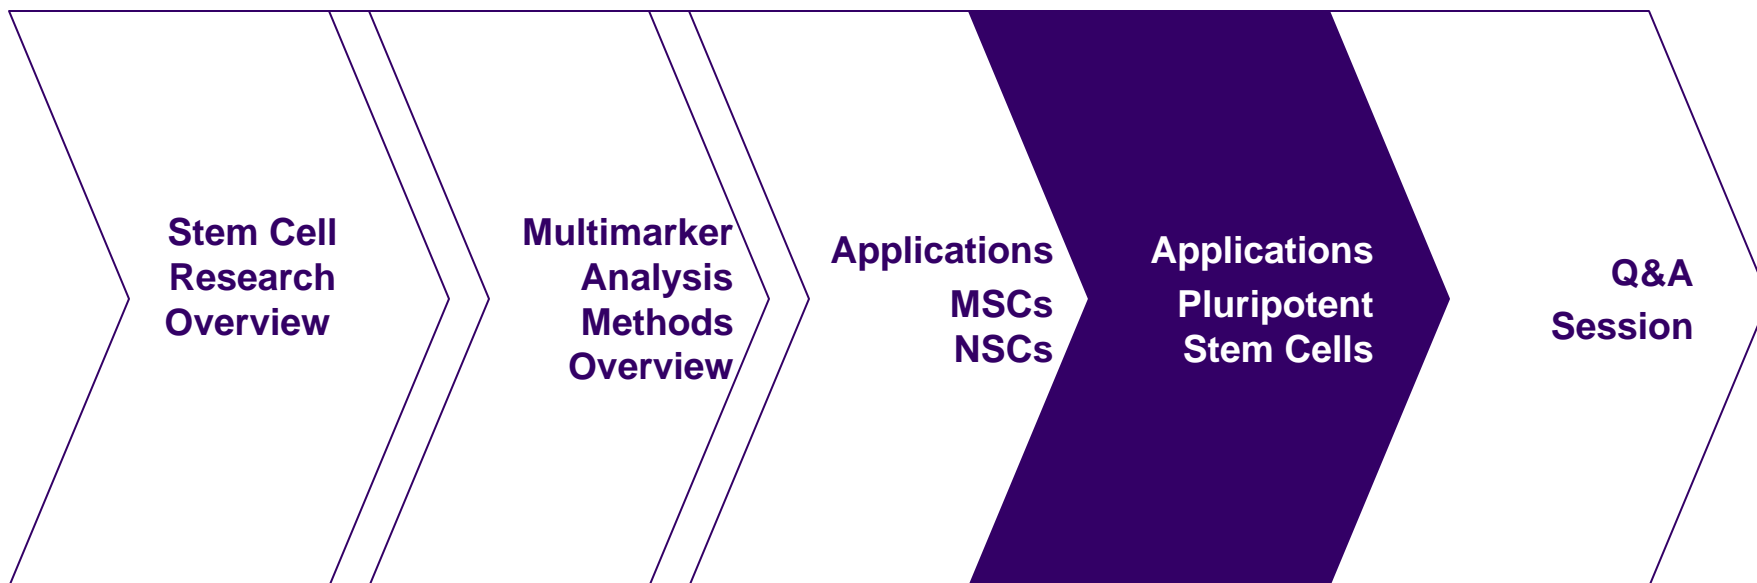 Stem Cell
Research
Overview
Multimarker
Analysis
Methods
Overview
Applications
MSCs
NSCs
Applications
Pluripotent
Stem Cells
Q&A
Session